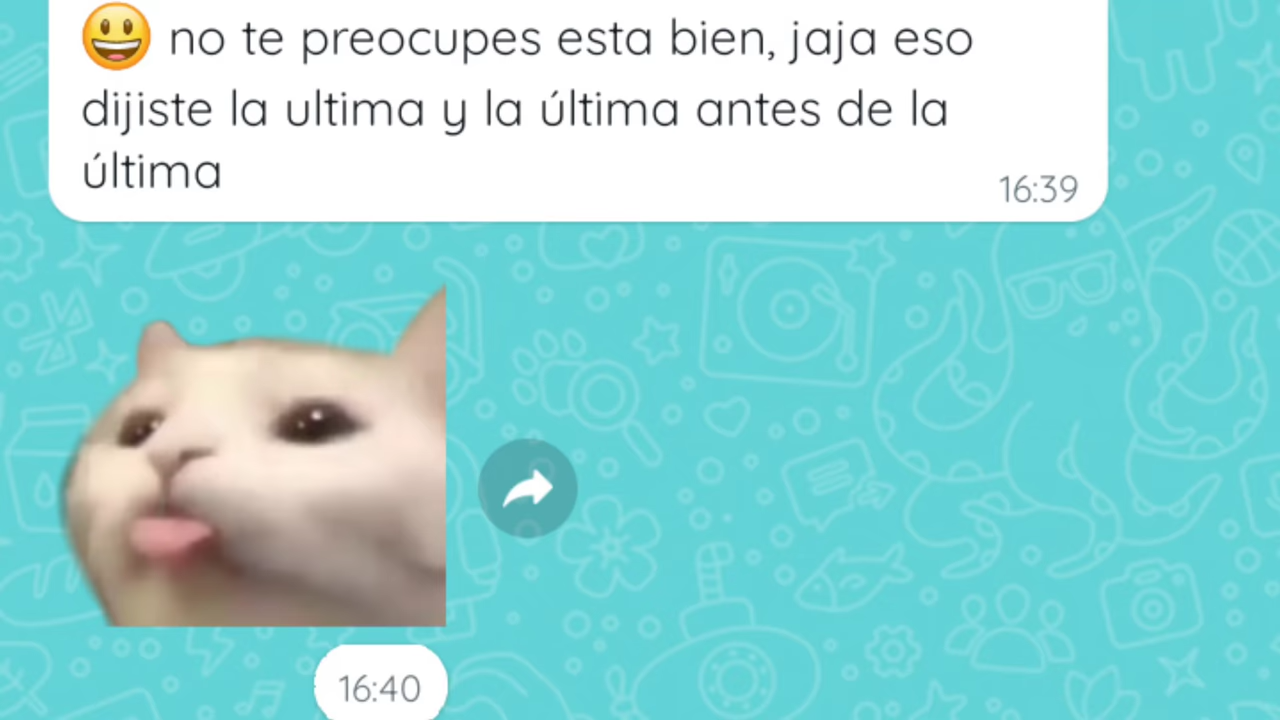 😃 no te preocupes esta bien, jaja eso
dijiste la ultima y la última antes de la
última
16:39
16:40